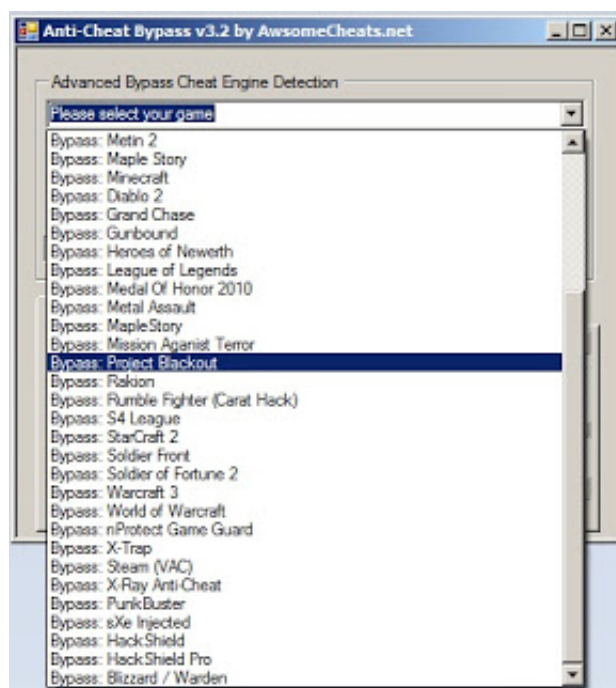 Anti-Cheat Bypass v3.2 by AwsomeCheats.net
Advanced Bypass Cheat Engine Detection
Please select your game
Bypass: Metin 2
Bypass: Maple Story
Bypass: Minecraft
Bypass: Diablo 2
Bypass: Grand Chase
Bypass: Gunbound
Bypass: Heroes of Newerth
Bypass: League of Legends
Bypass: Medal Of Honor 2010
Bypass: Metal Assault
Bypass: MapleStory
Bypass: Mission Aganist Terror
Bypass: Project Blackout
Bypass: Rakion
Bypass: Rumble Fighter (Carat Hack)
Bypass: S4 League
Bypass: StarCraft 2
Bypass: Soldier Front
Bypass: Soldier of Fortune 2
Bypass: Warcraft 3
Bypass: World of Warcraft
Bypass: nProtect Game Guard
Bypass: X-Trap
Bypass: Steam (VAC)
Bypass: X-Ray Anti-Cheat
Bypass: PunkBuster
Bypass: sXe Injected
Bypass: HackShield
Bypass: HackShield Pro
Bypass: Blizzard / Warden